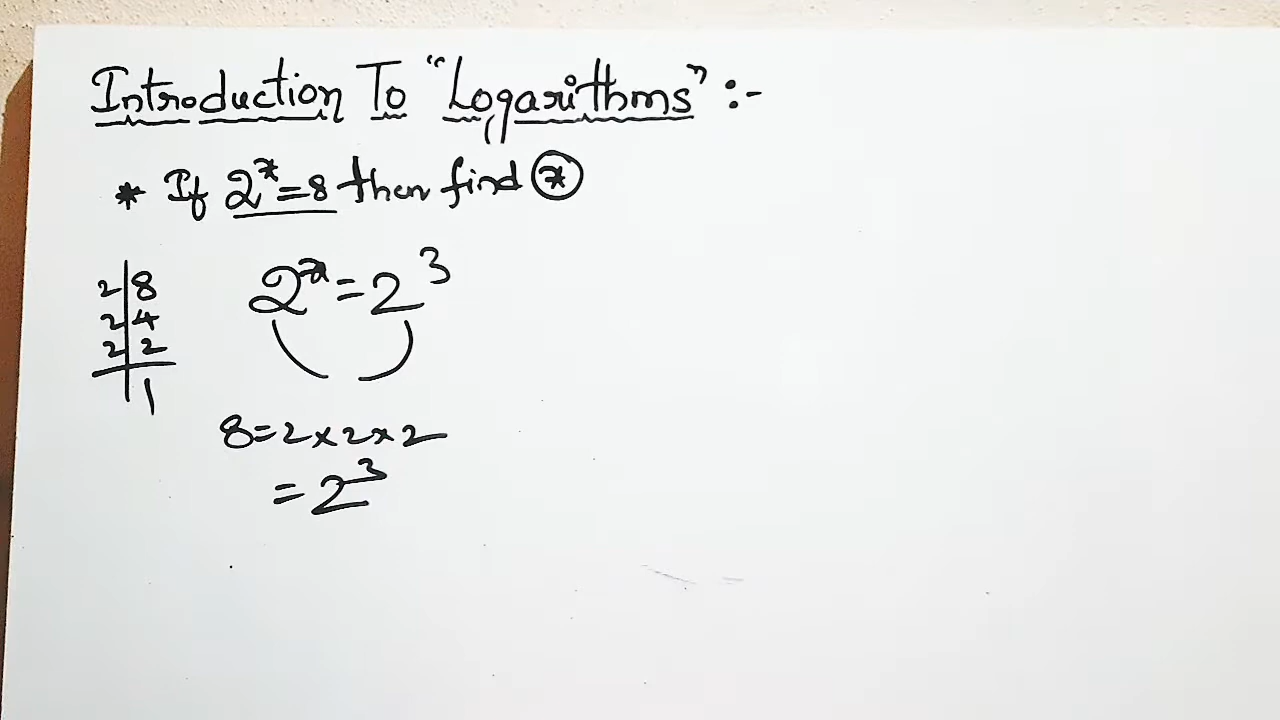 Introduction To "Logarithms" :-
* If 2^x = 8 then find x
2^x = 2^3
2 | 8
2 | 4
2 | 2
1
8 = 2 × 2 × 2
= 2^3